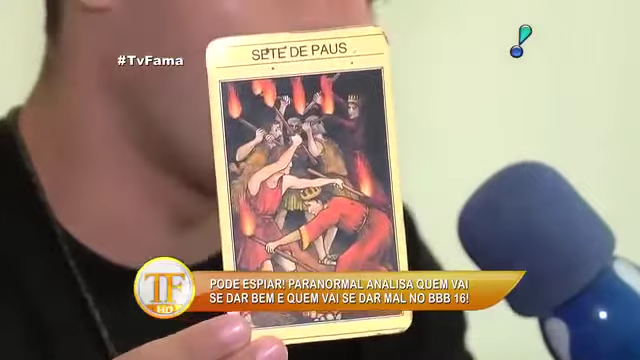 SETE DE PAUS
#TvFama
TF
HD
PODE ESPIAR! PARANORMAL ANALISA QUEM VAI
SE DAR BEM E QUEM VAI SE DAR MAL NO BBB 16!